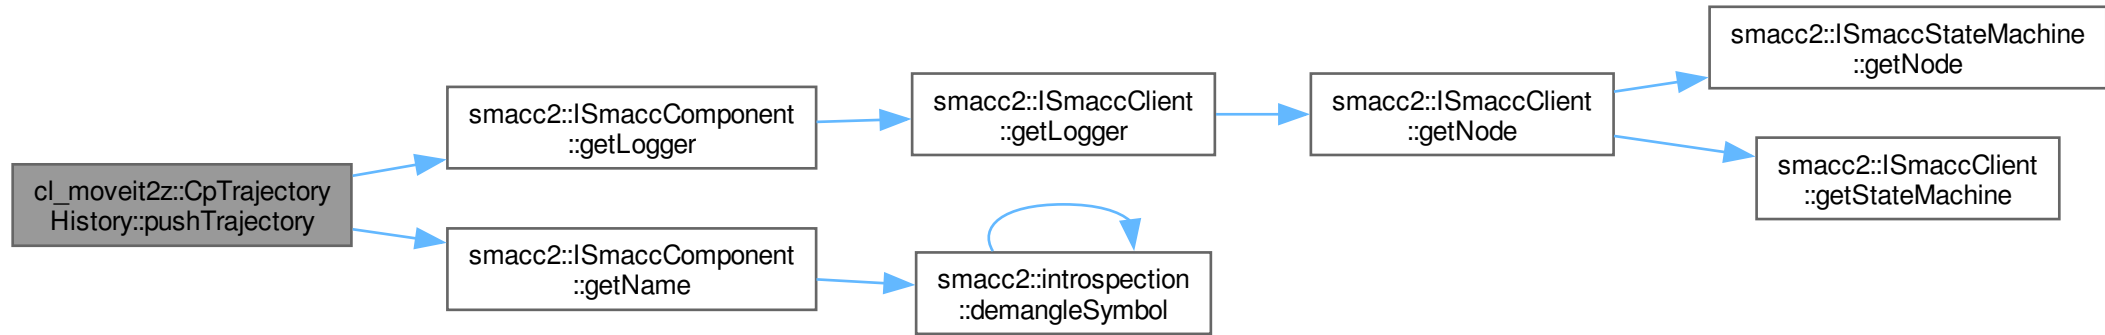 cl_moveit2z::CpTrajectory
History::pushTrajectory
smacc2::ISmaccComponent
::getLogger
smacc2::ISmaccClient
::getLogger
smacc2::ISmaccClient
::getNode
smacc2::ISmaccStateMachine
::getNode
smacc2::ISmaccClient
::getStateMachine
smacc2::ISmaccComponent
::getName
smacc2::introspection
::demangleSymbol